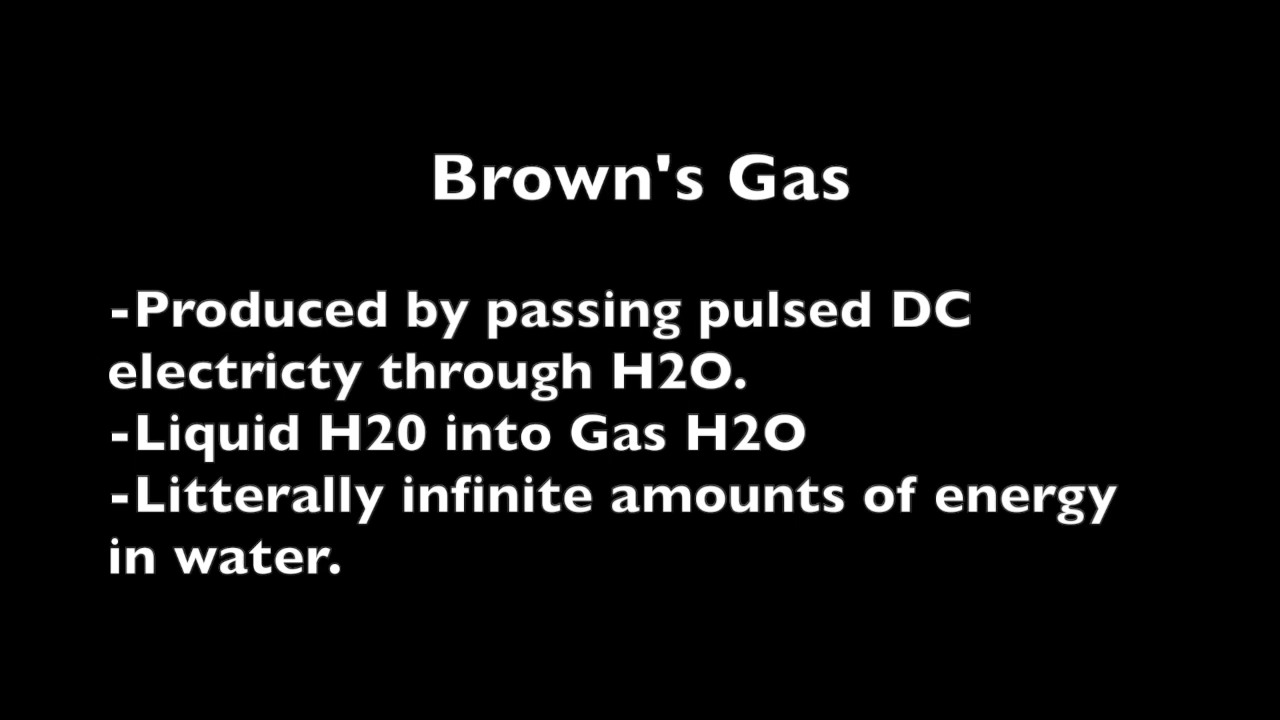 Brown's Gas
-Produced by passing pulsed DC
electricty through H2O.
-Liquid H20 into Gas H2O
-Litterally infinite amounts of energy
in water.